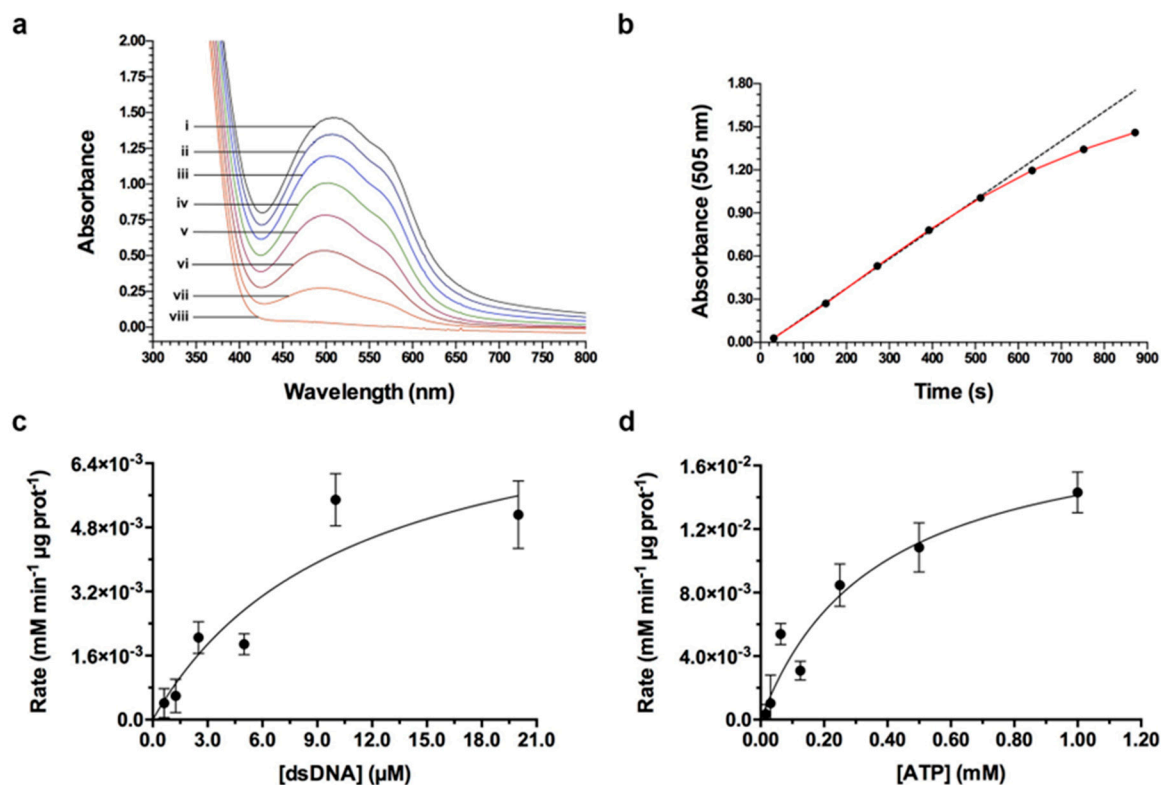 a
2.00
1.75
1.50
1.25
1.00
0.75
0.50
0.25
0.00
Absorbance
i
ii
iii
iv
v
vi
vii
viii
300 350 400 450 500 550 600 650 700 750 800
Wavelength (nm)
b
1.80
1.50
1.20
0.90
0.60
0.30
0.00
Absorbance (505 nm)
0 100 200 300 400 500 600 700 800 900
Time (s)
c
6.4×10⁻³
4.8×10⁻³
3.2×10⁻³
1.6×10⁻³
0.0
Rate (mM min⁻¹ µg prot⁻¹)
0.0 3.0 6.0 9.0 12.0 15.0 18.0 21.0
[dsDNA] (µM)
d
1.6×10⁻²
1.2×10⁻²
8.0×10⁻³
4.0×10⁻³
0.0
Rate (mM min⁻¹ µg prot⁻¹)
0.00 0.20 0.40 0.60 0.80 1.00 1.20
[ATP] (mM)